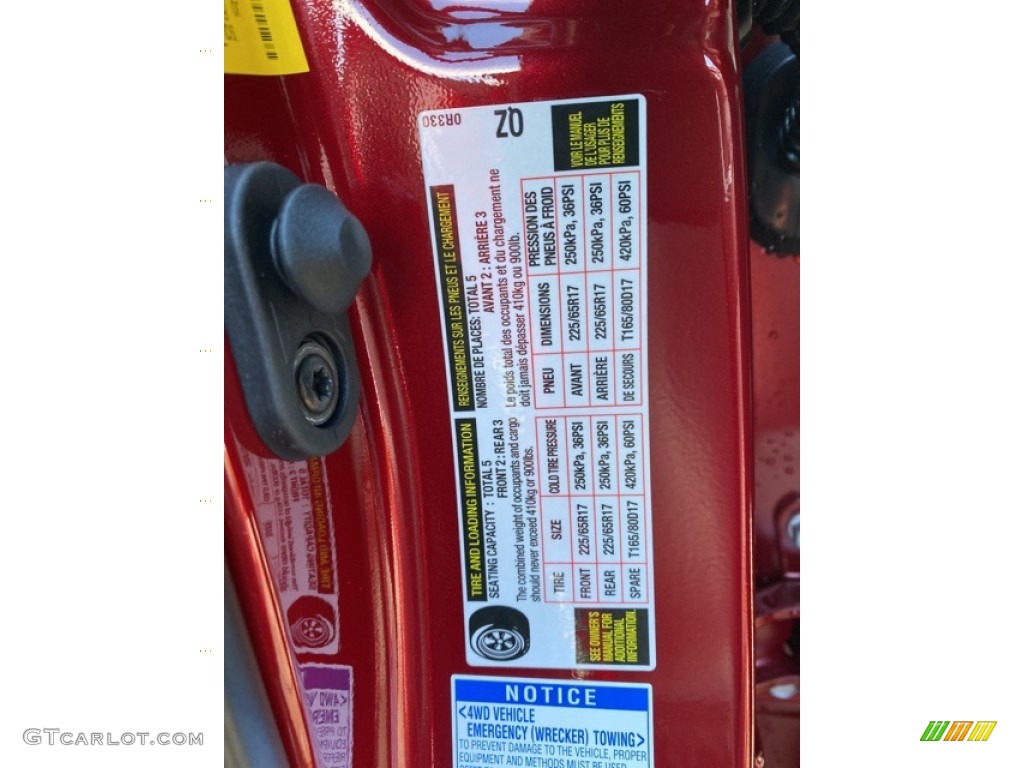 0R330
QZ
VOIR LE MANUEL
DE L'USAGER
POUR PLUS DE
RENSEIGNEMENTS
RENSEIGNEMENTS SUR LES PNEUS ET LE CHARGEMENT
NOMBRE DE PLACES: TOTAL 5
AVANT 2 : ARRIÈRE 3
Le poids total des occupants et du chargement ne
doit jamais dépasser 410kg ou 900lb.
PNEU DIMENSIONS PRESSION DES PNEUS À FROID
AVANT 225/65R17 250kPa, 36PSI
ARRIÈRE 225/65R17 250kPa, 36PSI
DE SECOURS T165/80D17 420kPa, 60PSI
TIRE AND LOADING INFORMATION
SEATING CAPACITY : TOTAL 5
FRONT 2 : REAR 3
The combined weight of occupants and cargo
should never exceed 410kg or 900lbs.
TIRE SIZE COLD TIRE PRESSURE
FRONT 225/65R17 250kPa, 36PSI
REAR 225/65R17 250kPa, 36PSI
SPARE T165/80D17 420kPa, 60PSI
SEE OWNER'S
MANUAL FOR
ADDITIONAL
INFORMATION.
NOTICE
<4WD VEHICLE
EMERGENCY (WRECKER) TOWING>
TO PREVENT DAMAGE TO THE VEHICLE, PROPER
EQUIPMENT AND METHODS MUST BE USED
GTCARLOT.COM